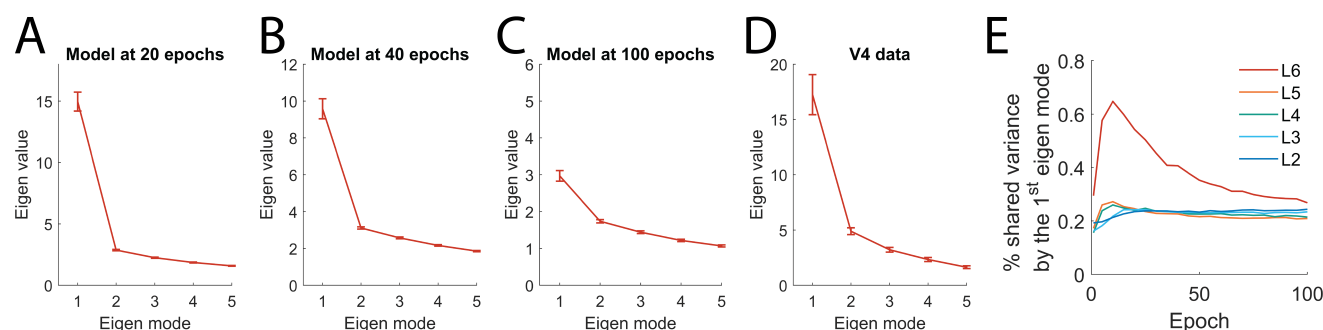 A
Model at 20 epochs
15
10
5
0
Eigen value
1 2 3 4 5
Eigen mode
B
Model at 40 epochs
12
10
8
6
4
2
0
Eigen value
1 2 3 4 5
Eigen mode
C
Model at 100 epochs
6
5
4
3
2
1
0
Eigen value
1 2 3 4 5
Eigen mode
D
V4 data
20
15
10
5
0
Eigen value
1 2 3 4 5
Eigen mode
E
% shared variance
by the 1st eigen mode
0.8
0.6
0.4
0.2
0
L6
L5
L4
L3
L2
0 50 100
Epoch